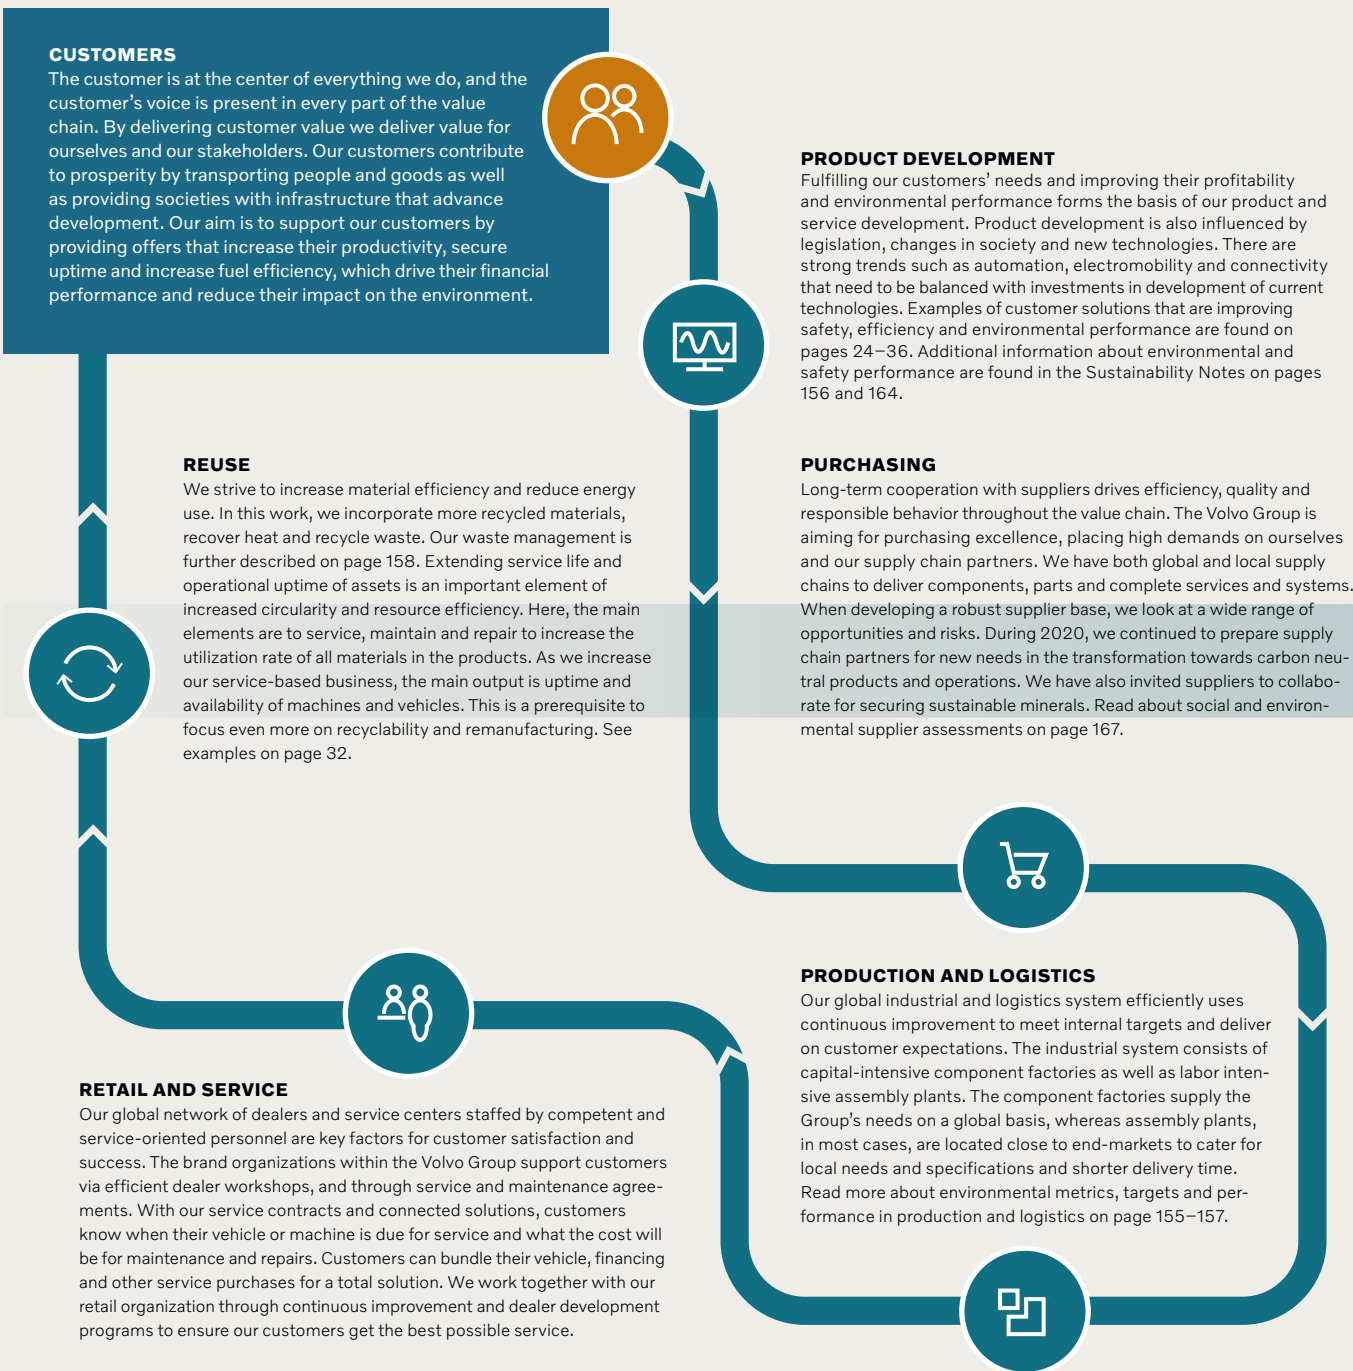 CUSTOMERS
The customer is at the center of everything we do, and the
customer’s voice is present in every part of the value
chain. By delivering customer value we deliver value for
ourselves and our stakeholders. Our customers contribute
to prosperity by transporting people and goods as well
as providing societies with infrastructure that advance
development. Our aim is to support our customers by
providing offers that increase their productivity, secure
uptime and increase fuel efficiency, which drive their financial
performance and reduce their impact on the environment.
PRODUCT DEVELOPMENT
Fulfilling our customers’ needs and improving their profitability
and environmental performance forms the basis of our product and
service development. Product development is also influenced by
legislation, changes in society and new technologies. There are
strong trends such as automation, electromobility and connectivity
that need to be balanced with investments in development of current
technologies. Examples of customer solutions that are improving
safety, efficiency and environmental performance are found on
pages 24–36. Additional information about environmental and
safety performance are found in the Sustainability Notes on pages
156 and 164.
PURCHASING
Long-term cooperation with suppliers drives efficiency, quality and
responsible behavior throughout the value chain. The Volvo Group is
aiming for purchasing excellence, placing high demands on ourselves
and our supply chain partners. We have both global and local supply
chains to deliver components, parts and complete services and systems.
When developing a robust supplier base, we look at a wide range of
opportunities and risks. During 2020, we continued to prepare supply
chain partners for new needs in the transformation towards carbon neu-
tral products and operations. We have also invited suppliers to collabo-
rate for securing sustainable minerals. Read about social and environ-
mental supplier assessments on page 167.
REUSE
We strive to increase material efficiency and reduce energy
use. In this work, we incorporate more recycled materials,
recover heat and recycle waste. Our waste management is
further described on page 158. Extending service life and
operational uptime of assets is an important element of
increased circularity and resource efficiency. Here, the main
elements are to service, maintain and repair to increase the
utilization rate of all materials in the products. As we increase
our service-based business, the main output is uptime and
availability of machines and vehicles. This is a prerequisite to
focus even more on recyclability and remanufacturing. See
examples on page 32.
PRODUCTION AND LOGISTICS
Our global industrial and logistics system efficiently uses
continuous improvement to meet internal targets and deliver
on customer expectations. The industrial system consists of
capital-intensive component factories as well as labor inten-
sive assembly plants. The component factories supply the
Group’s needs on a global basis, whereas assembly plants,
in most cases, are located close to end-markets to cater for
local needs and specifications and shorter delivery time.
Read more about environmental metrics, targets and per-
formance in production and logistics on page 155–157.
RETAIL AND SERVICE
Our global network of dealers and service centers staffed by competent and
service-oriented personnel are key factors for customer satisfaction and
success. The brand organizations within the Volvo Group support customers
via efficient dealer workshops, and through service and maintenance agree-
ments. With our service contracts and connected solutions, customers
know when their vehicle or machine is due for service and what the cost will
be for maintenance and repairs. Customers can bundle their vehicle, financing
and other service purchases for a total solution. We work together with our
retail organization through continuous improvement and dealer development
programs to ensure our customers get the best possible service.